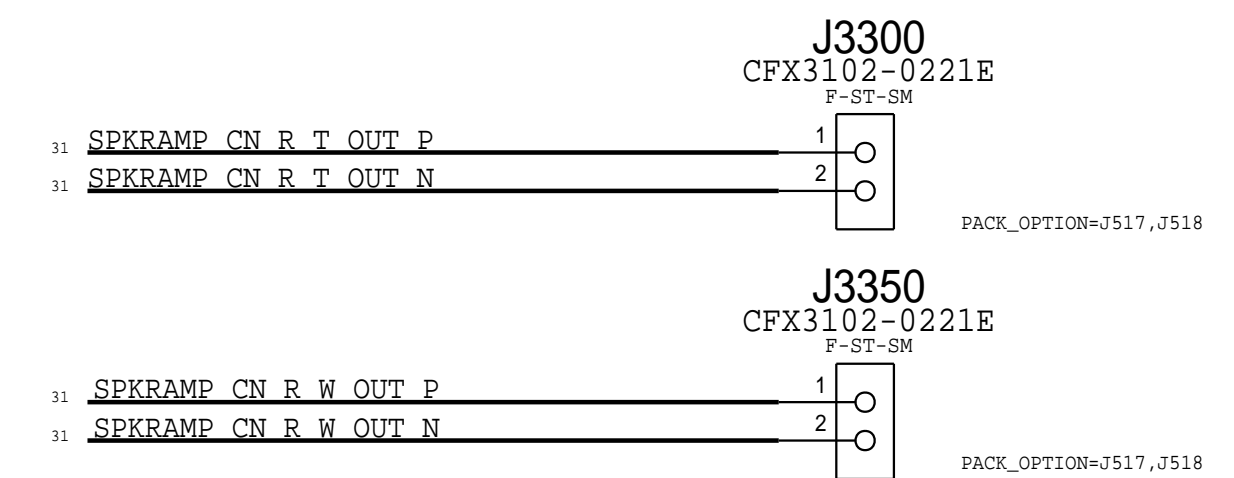 J3300
CFX3102-0221E
F-ST-SM
31 SPKRAMP CN R T OUT P 1
31 SPKRAMP CN R T OUT N 2
PACK_OPTION=J517,J518
J3350
CFX3102-0221E
F-ST-SM
31 SPKRAMP CN R W OUT P 1
31 SPKRAMP CN R W OUT N 2
PACK_OPTION=J517,J518